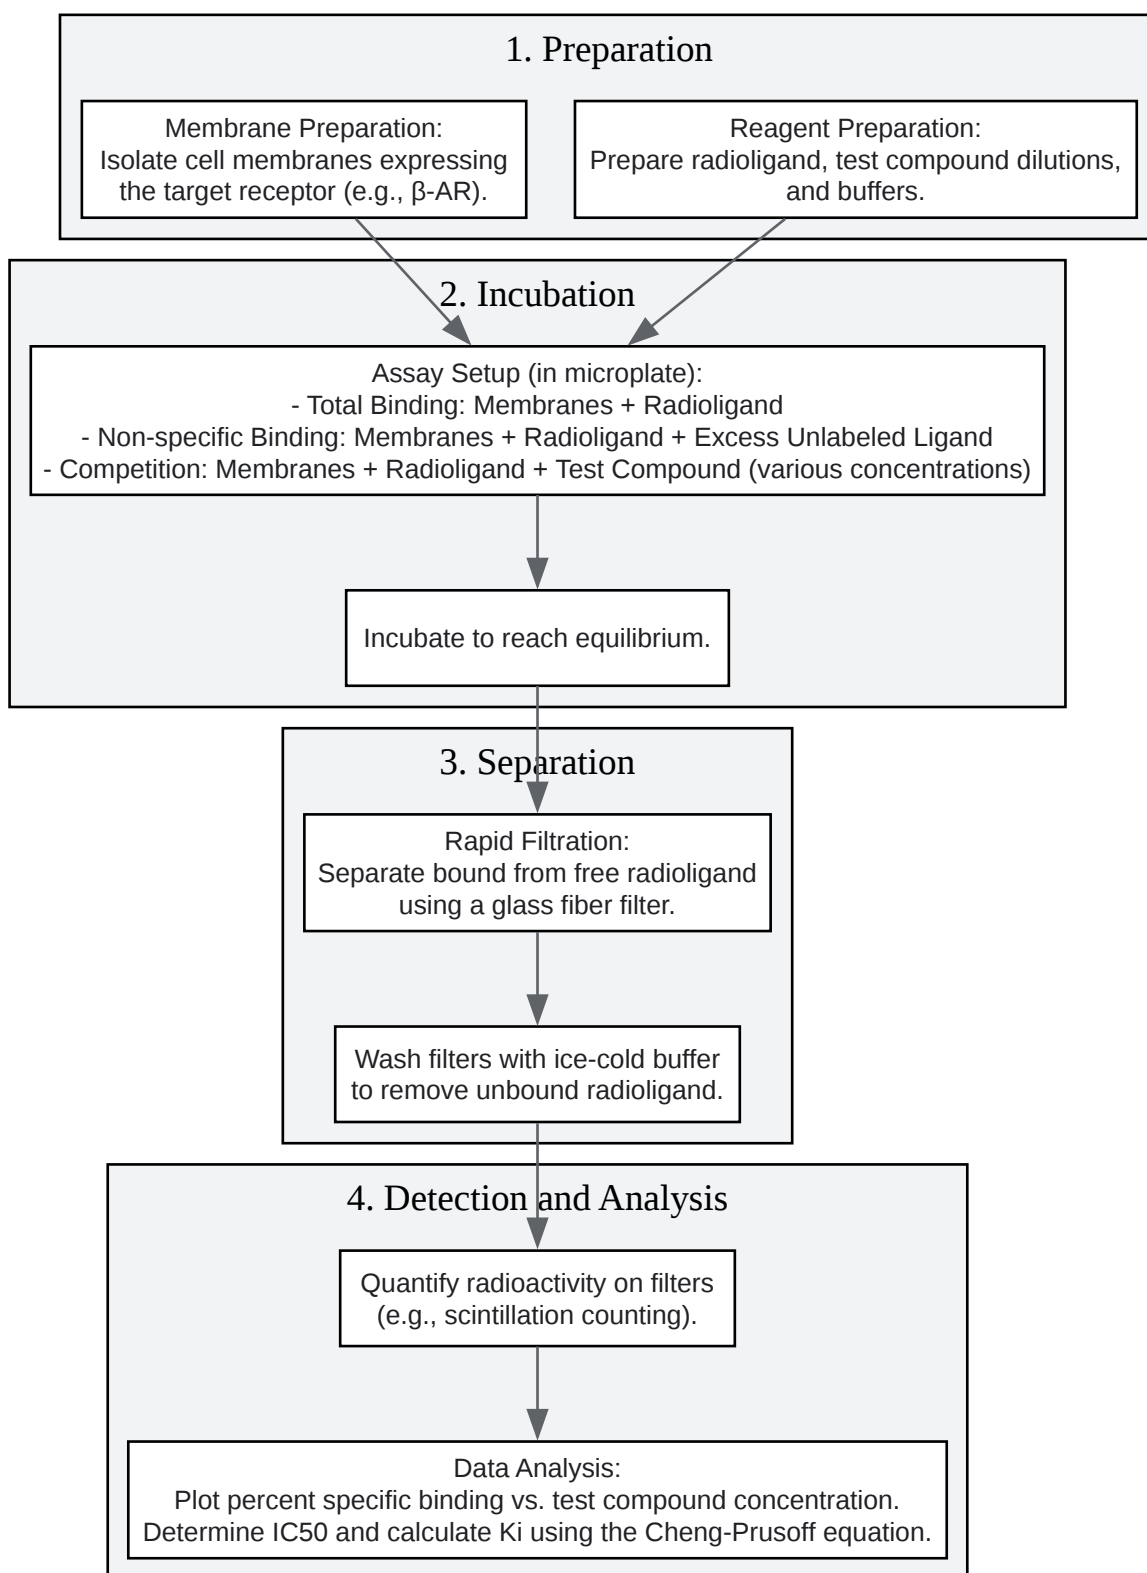 1. Preparation
Membrane Preparation:
Isolate cell membranes expressing
the target receptor (e.g., β-AR).
Reagent Preparation:
Prepare radioligand, test compound dilutions,
and buffers.
2. Incubation
Assay Setup (in microplate):
- Total Binding: Membranes + Radioligand
- Non-specific Binding: Membranes + Radioligand + Excess Unlabeled Ligand
- Competition: Membranes + Radioligand + Test Compound (various concentrations)
Incubate to reach equilibrium.
3. Separation
Rapid Filtration:
Separate bound from free radioligand
using a glass fiber filter.
Wash filters with ice-cold buffer
to remove unbound radioligand.
4. Detection and Analysis
Quantify radioactivity on filters
(e.g., scintillation counting).
Data Analysis:
Plot percent specific binding vs. test compound concentration.
Determine IC50 and calculate Ki using the Cheng-Prusoff equation.